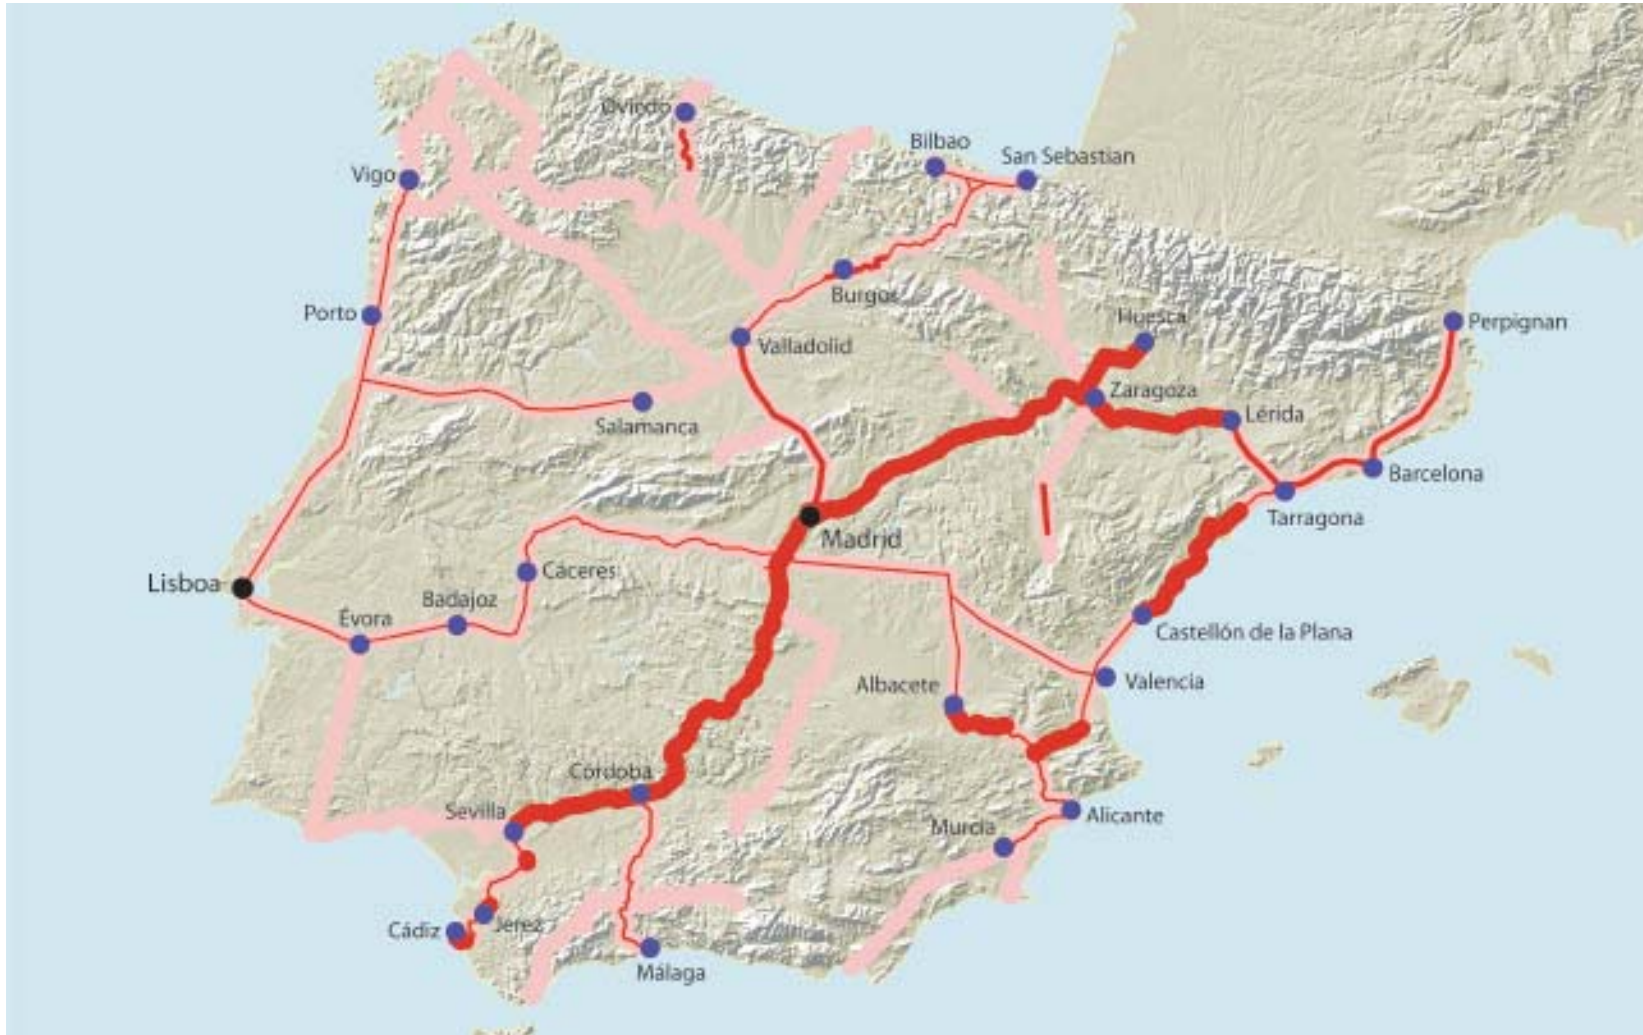 Oviedo
Bilbao
San Sebastian
Vigo
Burgos
Porto
Huesca
Perpignan
Valladolid
Zaragoza
Lérida
Salamanca
Barcelona
Tarragona
Madrid
Lisboa
Cáceres
Badajoz
Évora
Castellón de la Plana
Albacete
Valencia
Córdoba
Sevilla
Alicante
Murcia
Cádiz
Jerez
Málaga